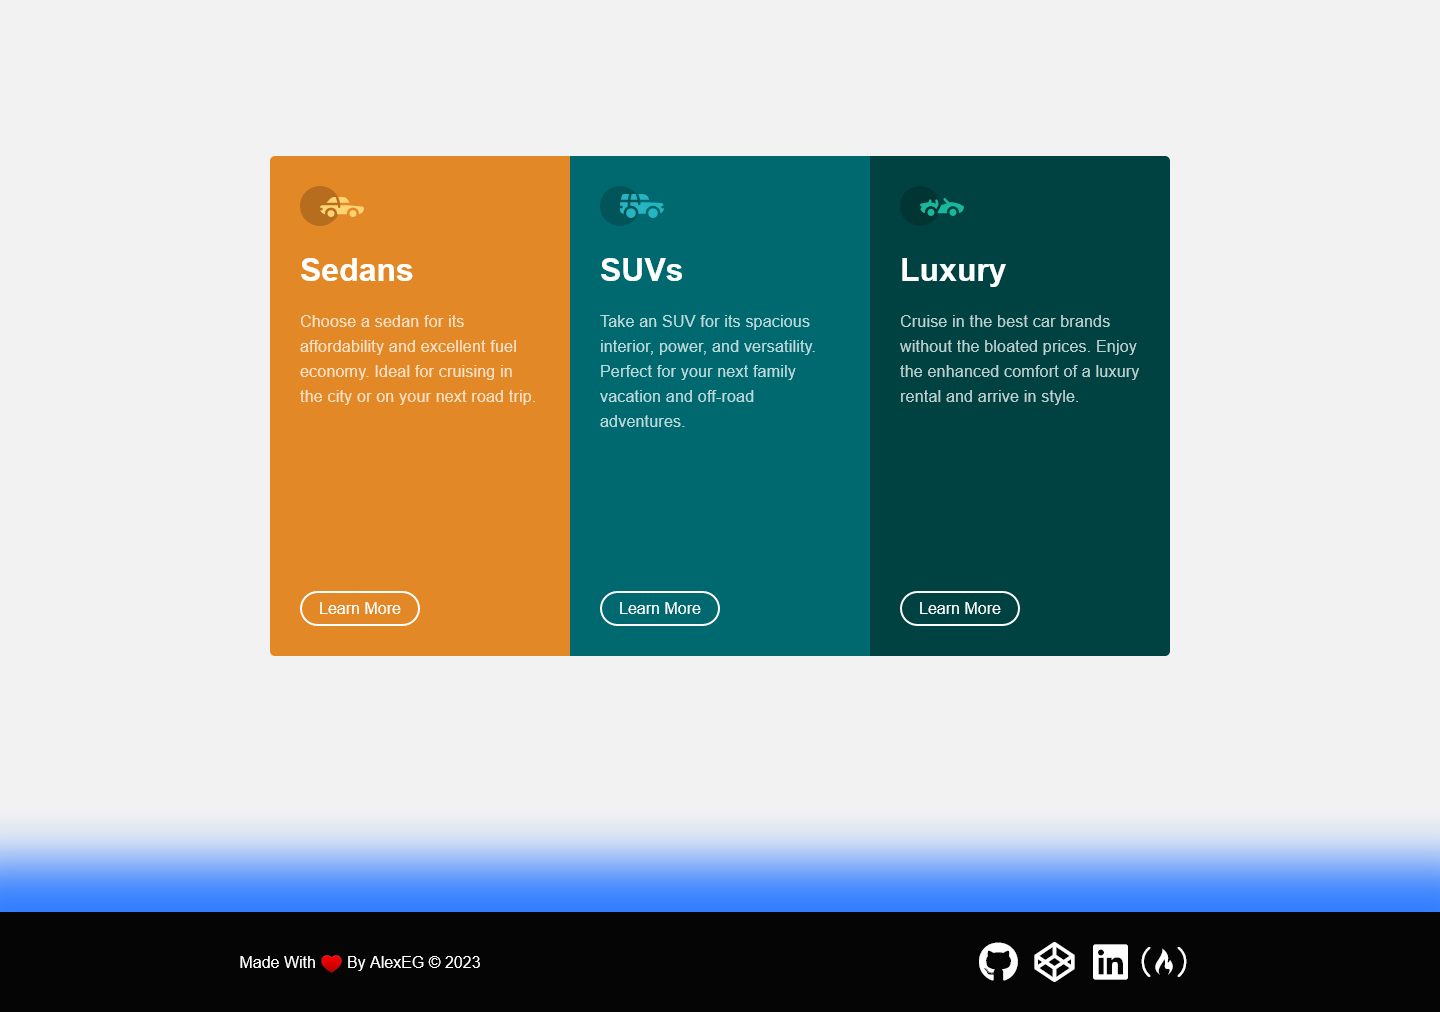 Sedans
Choose a sedan for its
affordability and excellent fuel
economy. Ideal for cruising in
the city or on your next road trip.
Learn More
SUVs
Take an SUV for its spacious
interior, power, and versatility.
Perfect for your next family
vacation and off-road
adventures.
Learn More
Luxury
Cruise in the best car brands
without the bloated prices. Enjoy
the enhanced comfort of a luxury
rental and arrive in style.
Learn More
Made With ❤️ By AlexEG © 2023